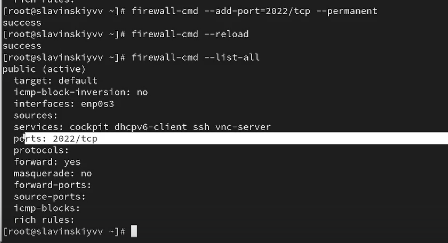 rich rules:
[root@slavinskiyvv ~]# firewall-cmd --add-port=2022/tcp --permanent
success
[root@slavinskiyvv ~]# firewall-cmd --reload
success
[root@slavinskiyvv ~]# firewall-cmd --list-all
public (active)
target: default
icmp-block-inversion: no
interfaces: enp0s3
sources:
services: cockpit dhcpv6-client ssh vnc-server
ports: 2022/tcp
protocols:
forward: yes
masquerade: no
forward-ports:
source-ports:
icmp-blocks:
rich rules:
[root@slavinskiyvv ~]#